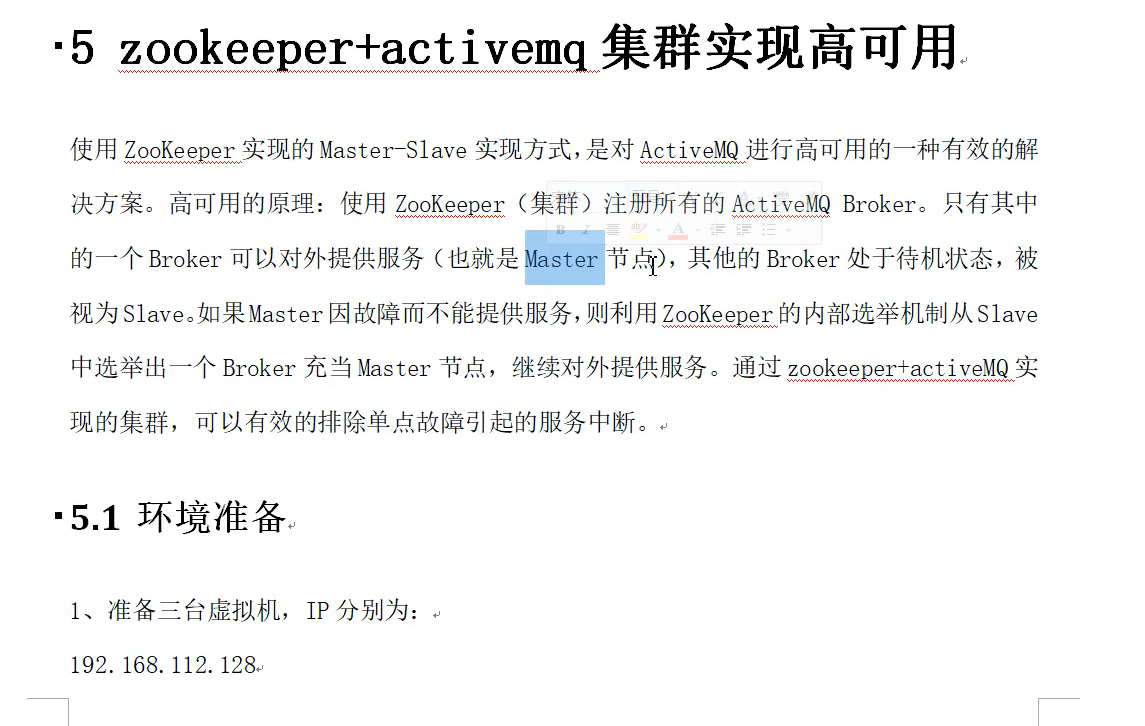 5 zookeeper+activemq 集群实现高可用
使用 ZooKeeper 实现的 Master-Slave 实现方式，是对 ActiveMQ 进行高可用的一种有效的解
决方案。高可用的原理：使用 ZooKeeper（集群）注册所有的 ActiveMQ Broker。只有其中
的一个 Broker 可以对外提供服务（也就是 Master 节点），其他的 Broker 处于待机状态，被
视为 Slave。如果 Master 因故障而不能提供服务，则利用 ZooKeeper 的内部选举机制从 Slave
中选举出一个 Broker 充当 Master 节点，继续对外提供服务。通过 zookeeper+activeMQ 实
现的集群，可以有效的排除单点故障引起的服务中断。
5.1 环境准备
1、准备三台虚拟机，IP 分别为：
192.168.112.128